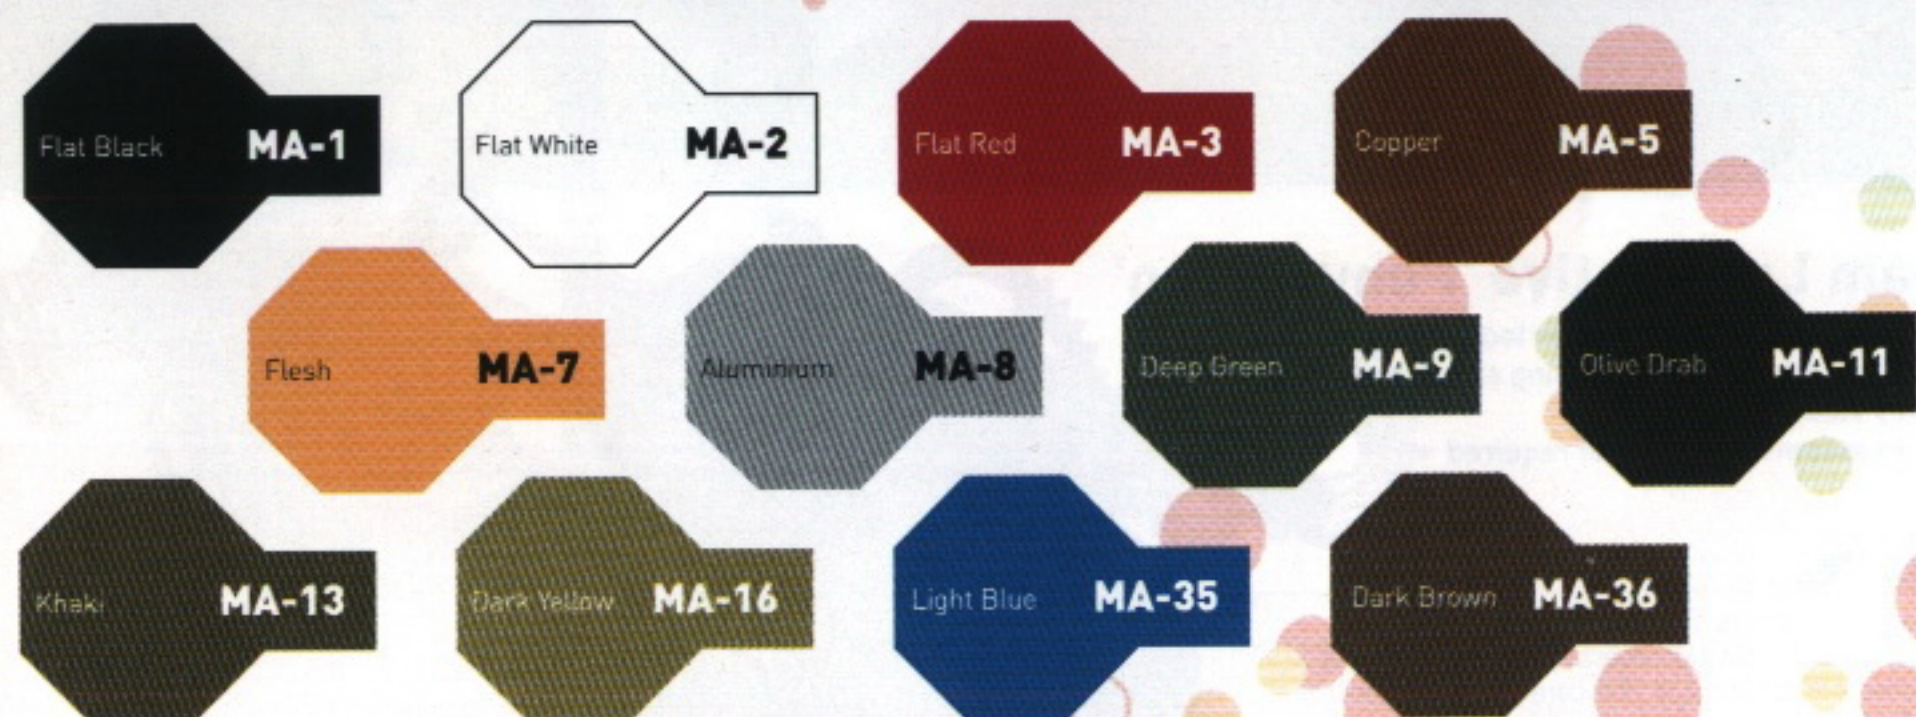 Flat Black MA-1
Flat White MA-2
Flat Red MA-3
Copper MA-5
Flesh MA-7
Aluminium MA-8
Deep Green MA-9
Olive Drab MA-11
Khaki MA-13
Dark Yellow MA-16
Light Blue MA-35
Dark Brown MA-36